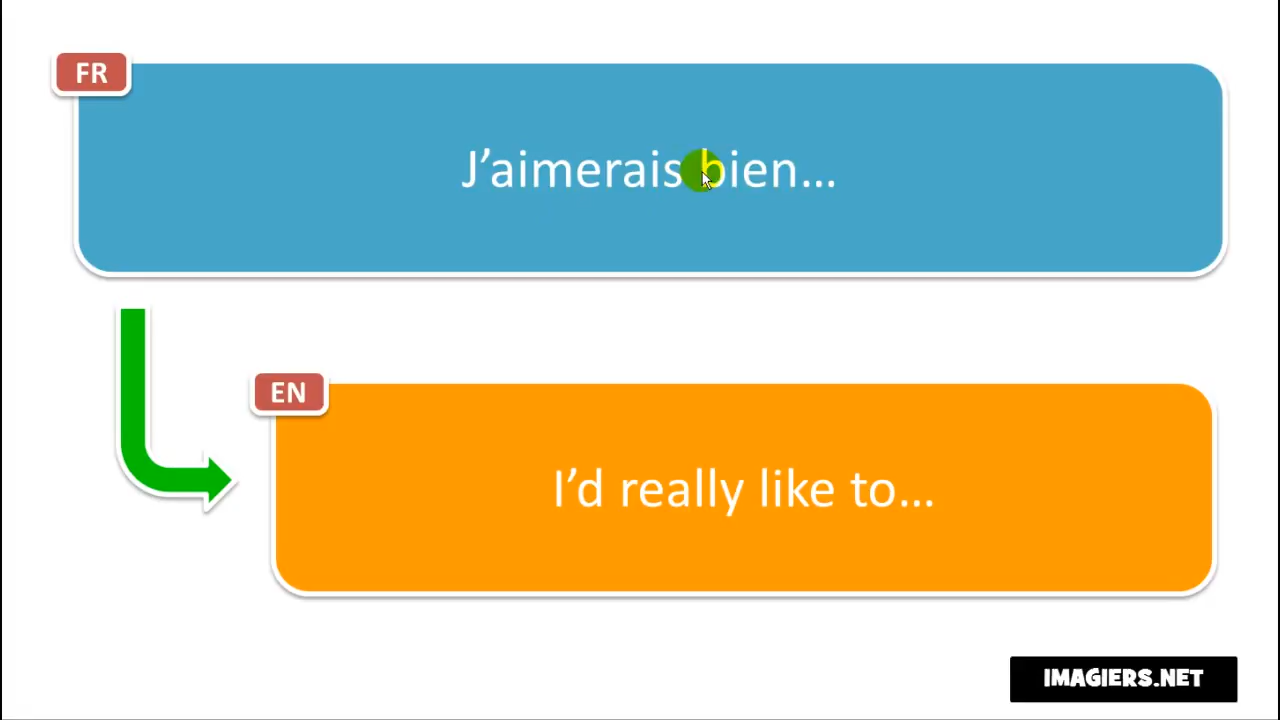 FR
J’aimerais bien…
EN
I’d really like to…
IMAGIERS.NET